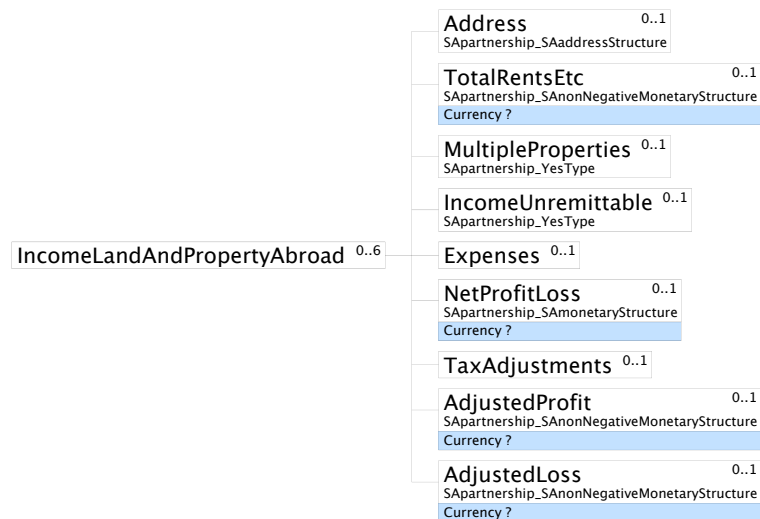 Address 0..1
SApartnership_SAaddressStructure
TotalRentsEtc 0..1
SApartnership_SAnonNegativeMonetaryStructure
Currency ?
MultipleProperties 0..1
SApartnership_YesType
IncomeUnremittable 0..1
SApartnership_YesType
IncomeLandAndPropertyAbroad 0..6
Expenses 0..1
NetProfitLoss 0..1
SApartnership_SAmonetaryStructure
Currency ?
TaxAdjustments 0..1
AdjustedProfit 0..1
SApartnership_SAnonNegativeMonetaryStructure
Currency ?
AdjustedLoss 0..1
SApartnership_SAnonNegativeMonetaryStructure
Currency ?